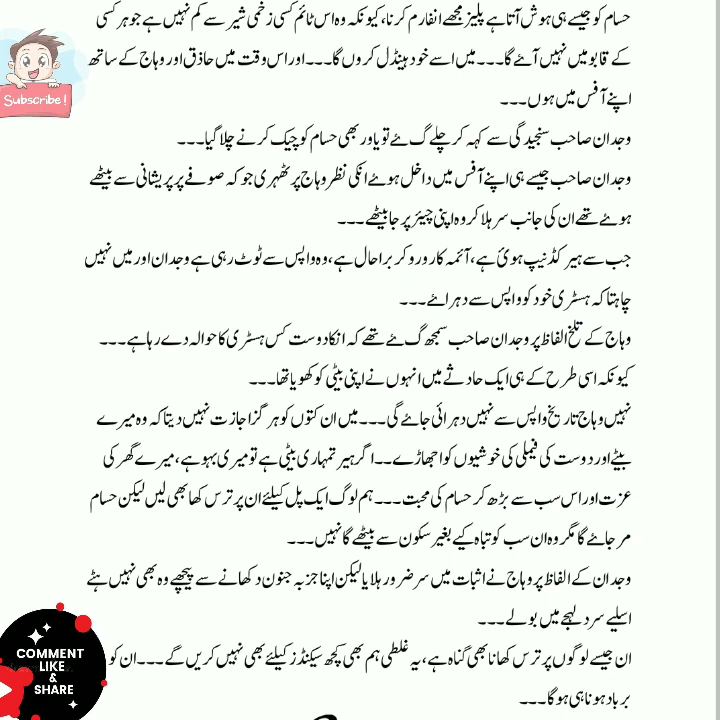 حسام کو جیسے ہی ہوش آتا ہے پلیز مجھے انفارم کرنا، کیونکہ وہ اس ٹائم کسی زخمی شیر سے کم نہیں ہے جو ہر کسی
کے قابو میں نہیں آئے گا۔۔۔ میں اسے خود ہینڈل کروں گا۔۔۔ اور اس وقت میں حاذق اور وہاج کے ساتھ
اپنے آفس میں ہوں۔۔۔
Subscribe!
وجدان صاحب سنجیدگی سے کہہ کر چلے گئے تو یاور بھی حسام کو چیک کرنے چلا گیا۔۔۔
وجدان صاحب جیسے ہی اپنے آفس میں داخل ہوئے انکی نظر وہاج پر ٹھہری جو کہ صوفے پر پریشانی سے بیٹھے
ہوئے تھے ان کی جانب سر ہلا کر وہ اپنی چیئر پر جا بیٹھے۔۔۔
جب سے ہیر کڈنیپ ہوئ ہے، آئمہ کا رو رو کر برا حال ہے، وہ واپس سے ٹوٹ رہی ہے وجدان اور میں نہیں
چاہتا کہ ہسٹری خود کو واپس سے دہرائے۔۔۔
وہاج کے تلخ الفاظ پر وجدان صاحب سمجھ گئے تھے کہ انکا دوست کس ہسٹری کا حوالہ دے رہا ہے۔۔۔
کیونکہ اسی طرح کے ہی ایک حادثے میں انہوں نے اپنی بیٹی کو کھویا تھا۔۔۔
نہیں وہاج تاریخ واپس سے نہیں دہرائی جائے گی۔۔۔ میں ان کتوں کو ہرگز اجازت نہیں دیتا کہ وہ میرے
بیٹے اور دوست کی فیملی کی خوشیوں کو اجھاڑے۔۔ اگر ہیر تمہاری بیٹی ہے تو میری بہو ہے، میرے گھر کی
عزت اور اس سب سے بڑھ کر حسام کی محبت۔۔۔ ہم لوگ ایک پل کیلئے ان پر ترس کھا بھی لیں لیکن حسام
مر جائے گا مگر وہ ان سب کو تباہ کیے بغیر سکون سے بیٹھے گا نہیں۔۔۔
وجدان کے الفاظ پر وہاج نے اثبات میں سر ضرور ہلایا لیکن اپنا جزبہ جنون دکھانے سے پیچھے وہ بھی نہیں ہٹے
اسلیے سرد لہجے میں بولے۔۔۔
ان جیسے لوگوں پر ترس کھانا بھی گناہ ہے، یہ غلطی ہم بھی کچھ سیکنڈز کیلئے بھی نہیں کریں گے۔۔۔ ان کو
برباد ہونا ہی ہو گا۔۔۔
COMMENT
LIKE
&
SHARE